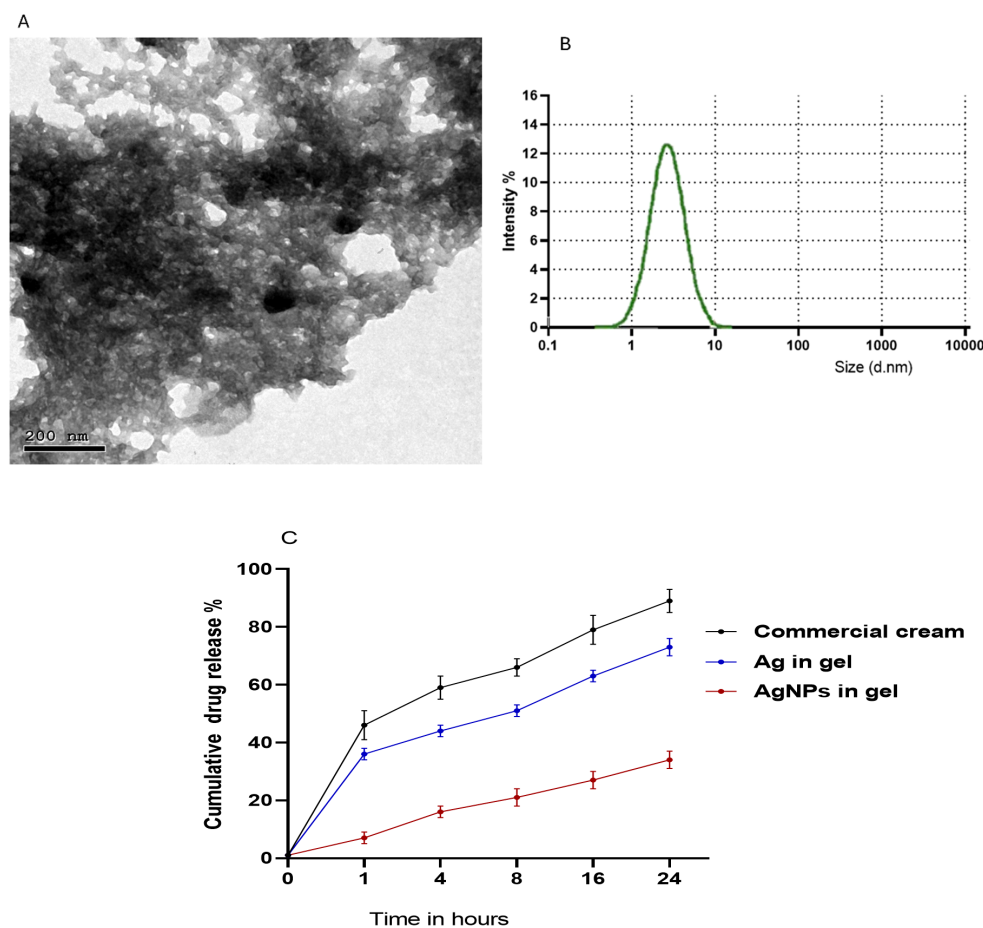 A
200 nm
B
16
14
12
10
8
6
4
2
0
Intensity %
0.1 1 10 100 1000 10000
Size (d.nm)
C
100
80
60
40
20
0
Cumulative drug release %
0 1 4 8 16 24
Time in hours
Commercial cream
Ag in gel
AgNPs in gel